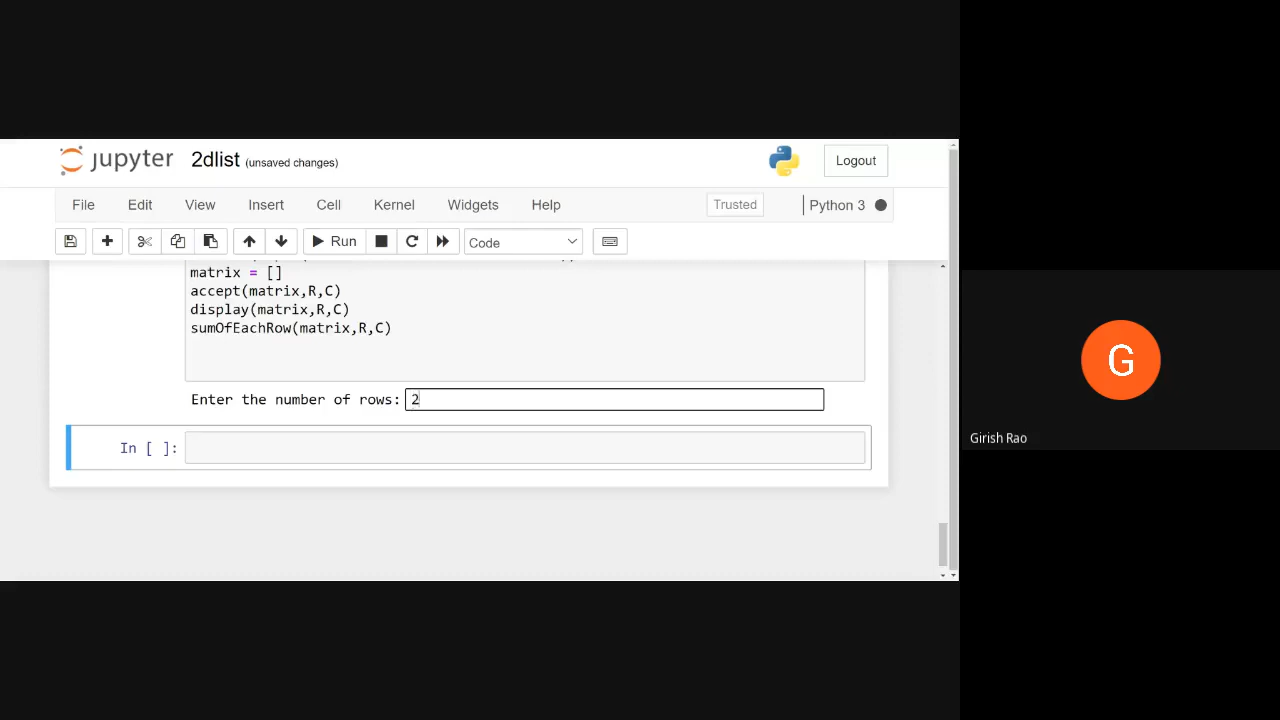 jupyter 2dlist (unsaved changes)
Logout
File Edit View Insert Cell Kernel Widgets Help Trusted Python 3
Run Code
matrix = []
accept(matrix,R,C)
display(matrix,R,C)
sumOfEachRow(matrix,R,C)
Enter the number of rows: 2
In [ ]:
G
Girish Rao